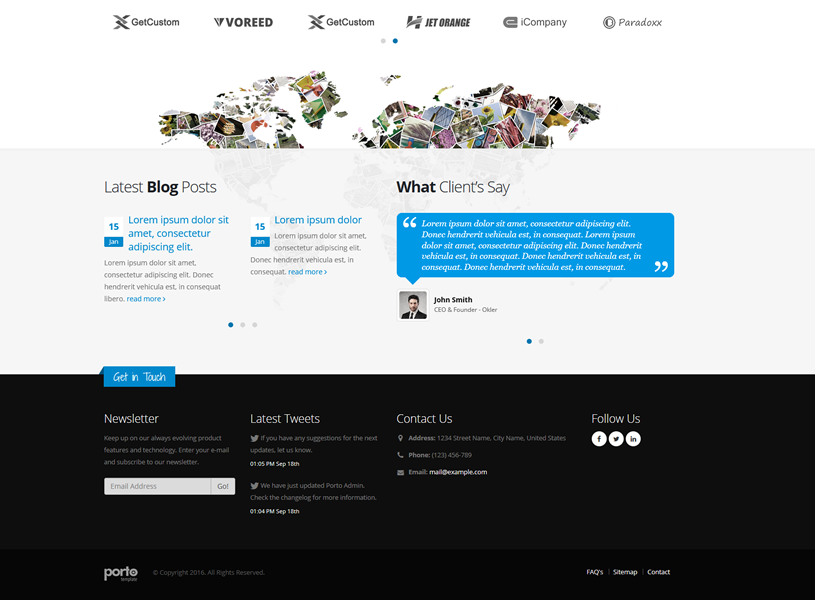 GetCustom VOREED GetCustom JET ORANGE iCompany Paradoxx
Latest Blog Posts
15
Jan
Lorem ipsum dolor sit
amet, consectetur
adipiscing elit.
Lorem ipsum dolor sit amet,
consectetur adipiscing elit. Donec
hendrerit vehicula est, in consequat
libero. read more ›
15
Jan
Lorem ipsum dolor
Lorem ipsum dolor sit amet,
consectetur adipiscing elit.
Donec hendrerit vehicula est, in
consequat. read more ›
What Client's Say
“ Lorem ipsum dolor sit amet, consectetur adipiscing elit.
Donec hendrerit vehicula est, in consequat. Lorem ipsum
dolor sit amet, consectetur adipiscing elit. Donec hendrerit
vehicula est, in consequat. Donec hendrerit vehicula est, in
consequat. Donec hendrerit vehicula est, in consequat. ”
John Smith
CEO & Founder - Okler
Get in Touch
Newsletter
Keep up on our always evolving product
features and technology. Enter your e-mail
and subscribe to our newsletter.
Email Address Go!
Latest Tweets
If you have any suggestions for the next
updates, let us know.
01:05 PM Sep 18th
We have just updated Porto Admin.
Check the changelog for more information.
01:04 PM Sep 18th
Contact Us
Address: 1234 Street Name, City Name, United States
Phone: (123) 456-789
Email: mail@example.com
Follow Us
porto
template
© Copyright 2016. All Rights Reserved.
FAQ's | Sitemap | Contact